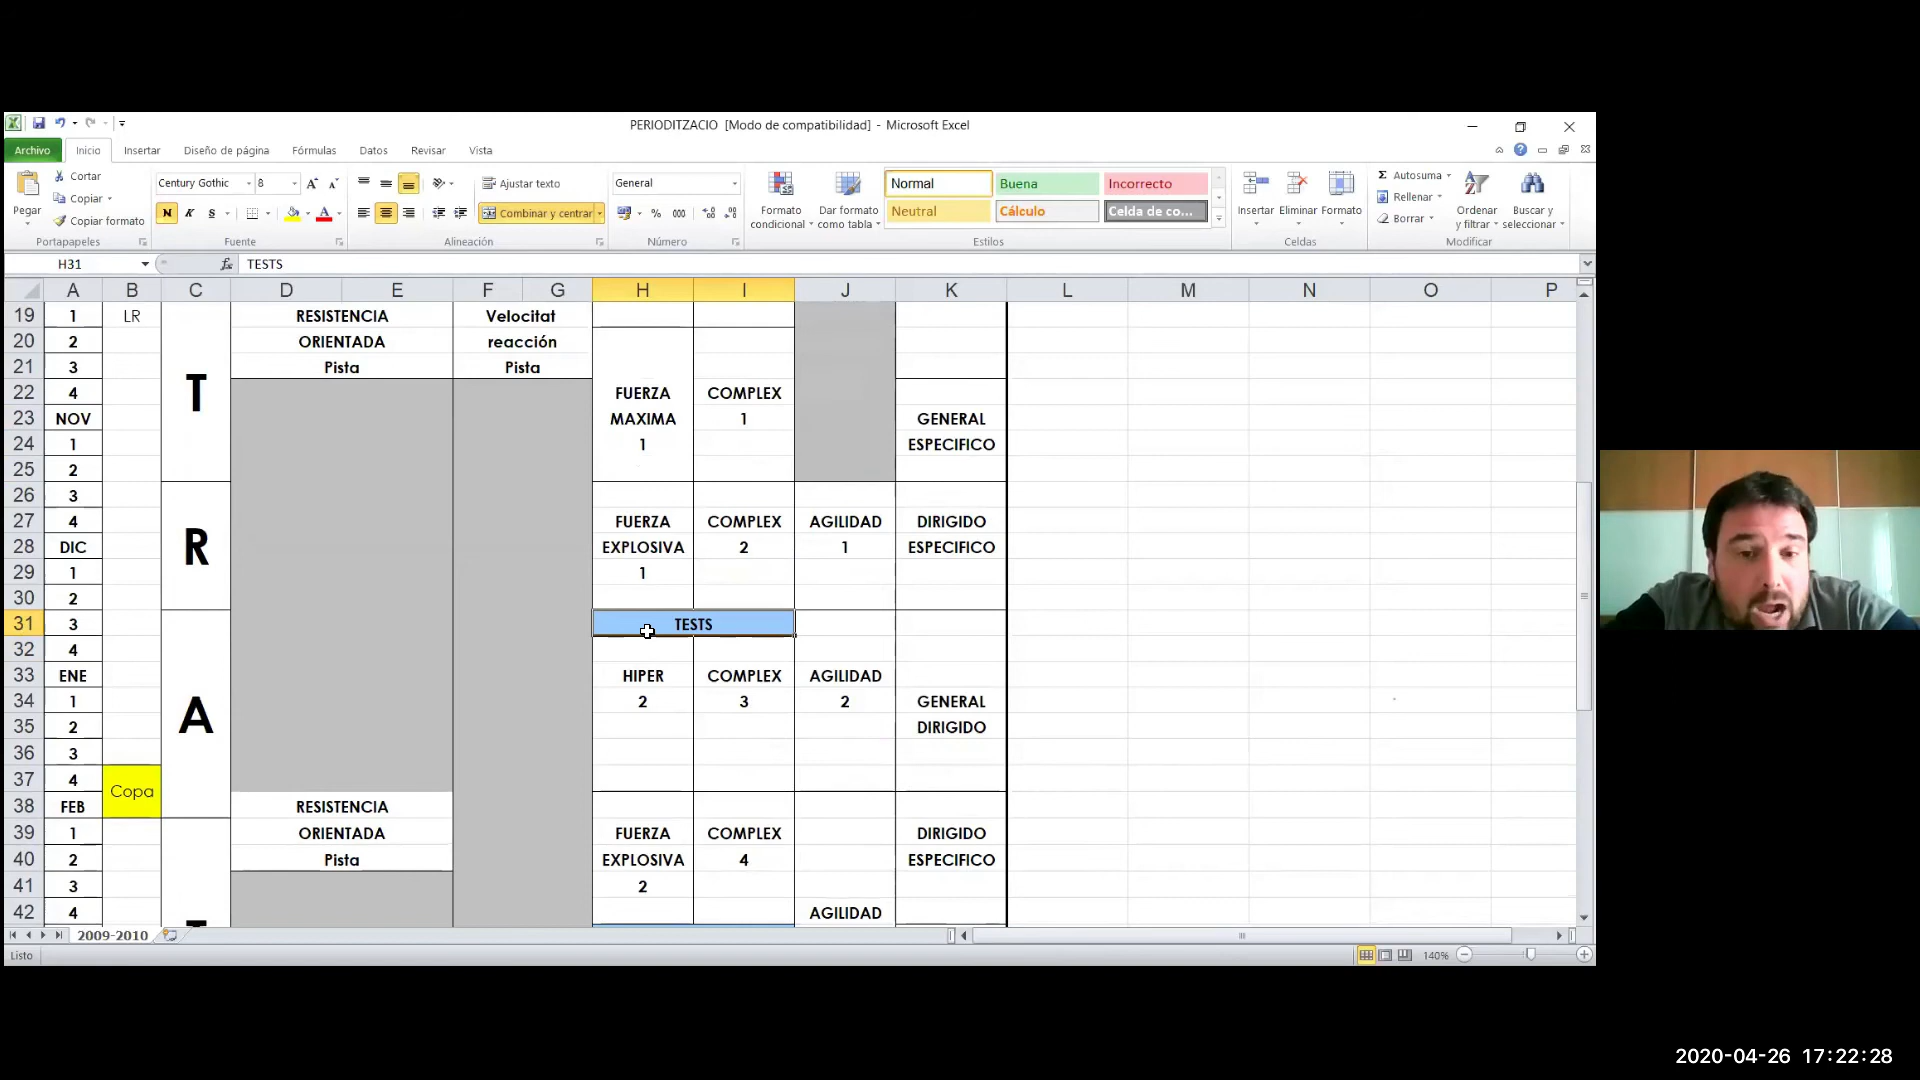 PERIODITZACIO [Modo de compatibilidad] - Microsoft Excel
Archivo Inicio Insertar Diseño de página Fórmulas Datos Revisar Vista
Pegar
Cortar
Copiar
Copiar formato
Portapapeles
Century Gothic 8
N K S
Fuente
Ajustar texto
Combinar y centrar
Alineación
General
% 000
Número
Formato condicional
Dar formato como tabla
Normal Buena Incorrecto
Neutral Cálculo Celda de co...
Estilos
Insertar Eliminar Formato
Celdas
Autosuma
Rellenar
Borrar
Ordenar y filtrar
Buscar y seleccionar
Modificar
H31 fx TESTS
A B C D E F G H I J K L M N O P
19 1 LR RESISTENCIA Velocitat
20 2 ORIENTADA reacción
21 3 Pista Pista
22 4 T FUERZA COMPLEX
23 NOV MAXIMA 1 GENERAL
24 1 1 ESPECIFICO
25 2
26 3
27 4 FUERZA COMPLEX AGILIDAD DIRIGIDO
28 DIC R EXPLOSIVA 2 1 ESPECIFICO
29 1 1
30 2
31 3 TESTS
32 4
33 ENE HIPER COMPLEX AGILIDAD
34 1 A 2 3 2 GENERAL
35 2 DIRIGIDO
36 3
37 4 Copa
38 FEB RESISTENCIA
39 1 ORIENTADA FUERZA COMPLEX DIRIGIDO
40 2 Pista EXPLOSIVA 4 ESPECIFICO
41 3 2
42 4 AGILIDAD
2009-2010
Listo 140%
2020-04-26 17:22:28